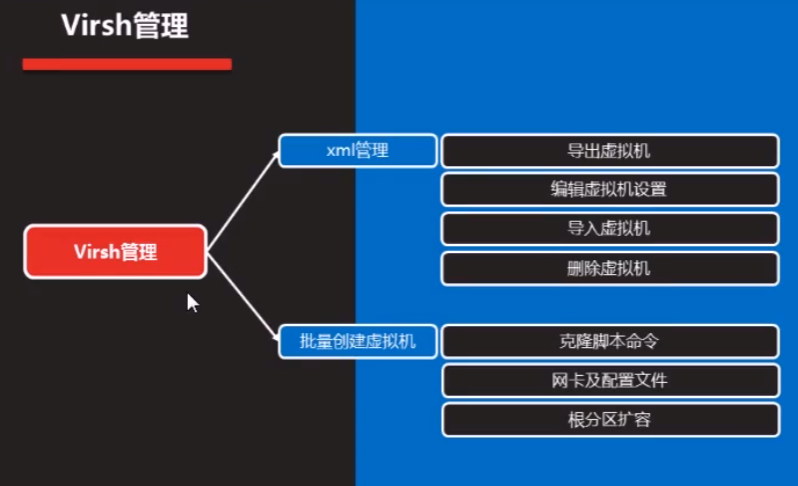 Virsh管理
xml管理
导出虚拟机
编辑虚拟机设置
导入虚拟机
Virsh管理
删除虚拟机
批量创建虚拟机
克隆脚本命令
网卡及配置文件
根分区扩容